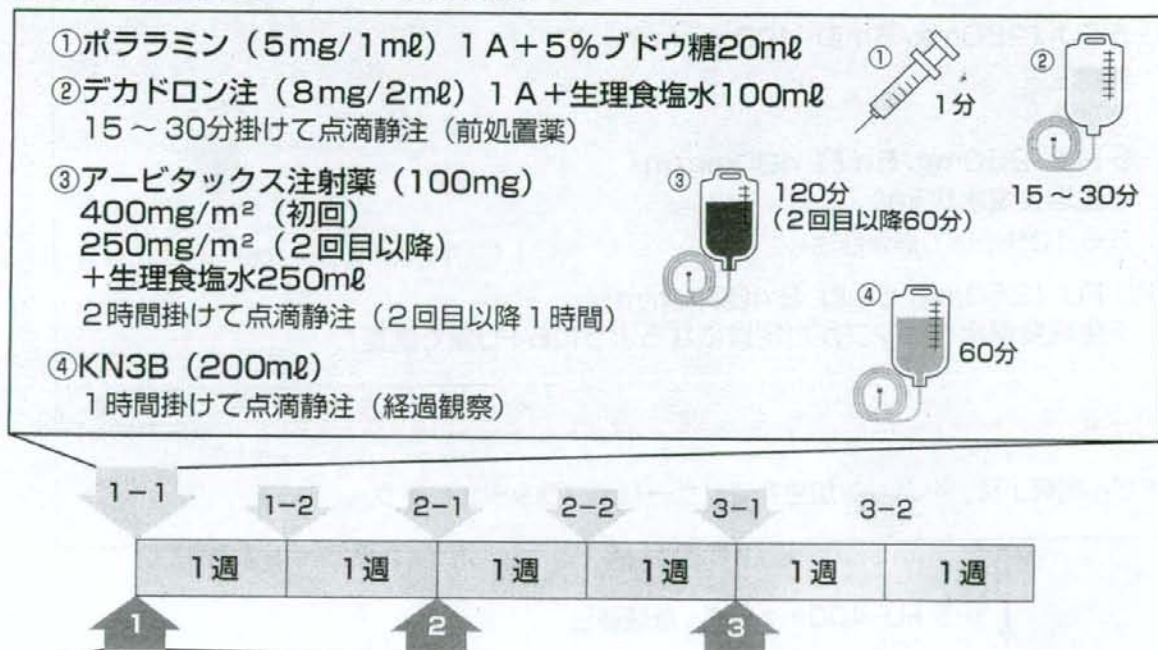 ①ポララミン（5mg/1mℓ）1A＋5％ブドウ糖20mℓ
②デカドロン注（8mg/2mℓ）1A＋生理食塩水100mℓ
15～30分掛けて点滴静注（前処置薬）
③アービタックス注射薬（100mg）
400mg/m²（初回）
250mg/m²（2回目以降）
＋生理食塩水250mℓ
2時間掛けて点滴静注（2回目以降1時間）
④KN3B（200mℓ）
1時間掛けて点滴静注（経過観察）
①
1分
②
15～30分
③
120分
（2回目以降60分）
④
60分
1－1 1－2 2－1 2－2 3－1 3－2
1週 1週 1週 1週 1週 1週
1 2 3